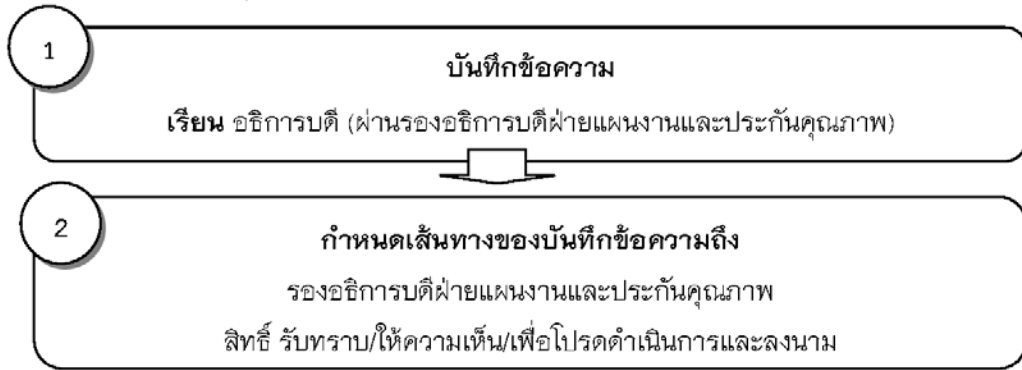 1
บันทึกข้อความ
เรียน อธิการบดี (ผ่านรองอธิการบดีฝ่ายแผนงานและประกันคุณภาพ)
2
กำหนดเส้นทางของบันทึกข้อความถึง
รองอธิการบดีฝ่ายแผนงานและประกันคุณภาพ
สิทธิ์ รับทราบ/ให้ความเห็น/เพื่อโปรดดำเนินการและลงนาม